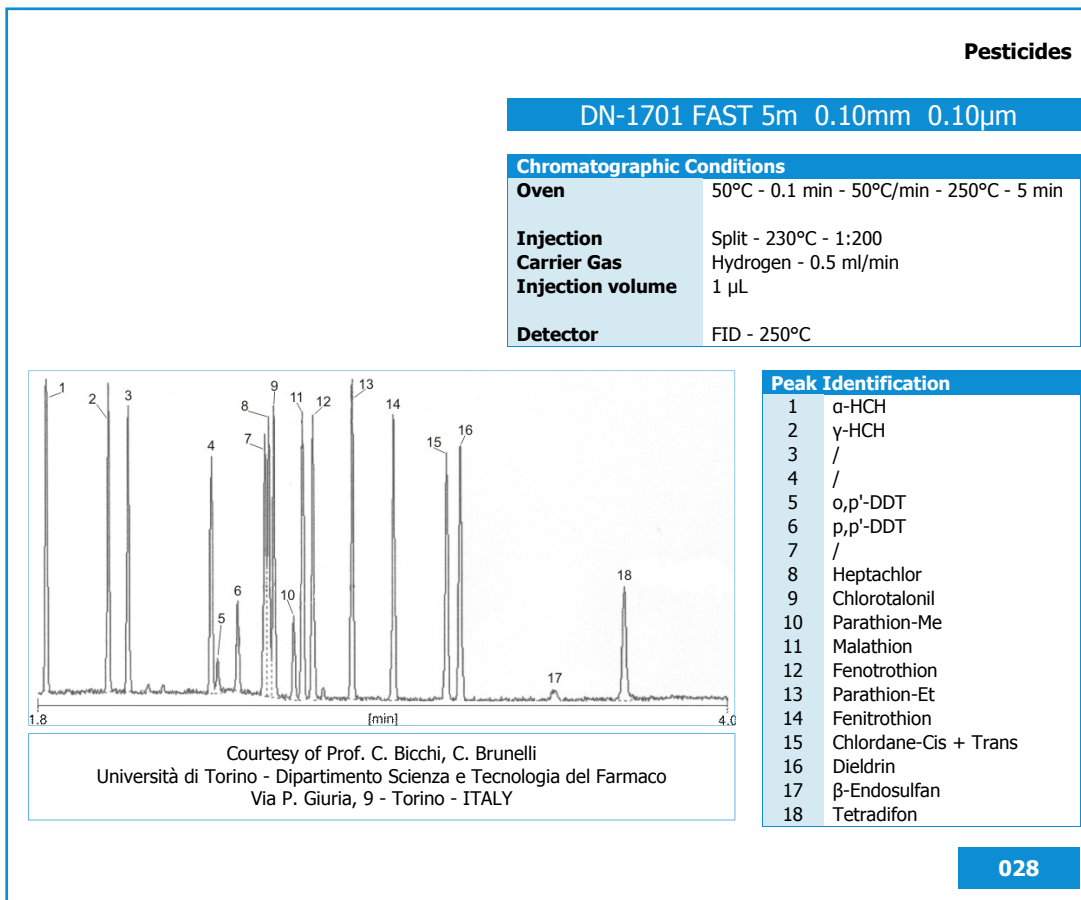 Pesticides
DN-1701 FAST 5m 0.10mm 0.10µm
Chromatographic Conditions
Oven 50°C - 0.1 min - 50°C/min - 250°C - 5 min
Injection Split - 230°C - 1:200
Carrier Gas Hydrogen - 0.5 ml/min
Injection volume 1 µL
Detector FID - 250°C
1 2 3 4 5 6 7 8 9 10 11 12 13 14 15 16 17 18
1.8 [min] 4.0
Courtesy of Prof. C. Bicchi, C. Brunelli
Università di Torino - Dipartimento Scienza e Tecnologia del Farmaco
Via P. Giuria, 9 - Torino - ITALY
Peak Identification
1 α-HCH
2 γ-HCH
3 /
4 /
5 o,p'-DDT
6 p,p'-DDT
7 /
8 Heptachlor
9 Chlorotalonil
10 Parathion-Me
11 Malathion
12 Fenotrothion
13 Parathion-Et
14 Fenitrothion
15 Chlordane-Cis + Trans
16 Dieldrin
17 β-Endosulfan
18 Tetradifon
028